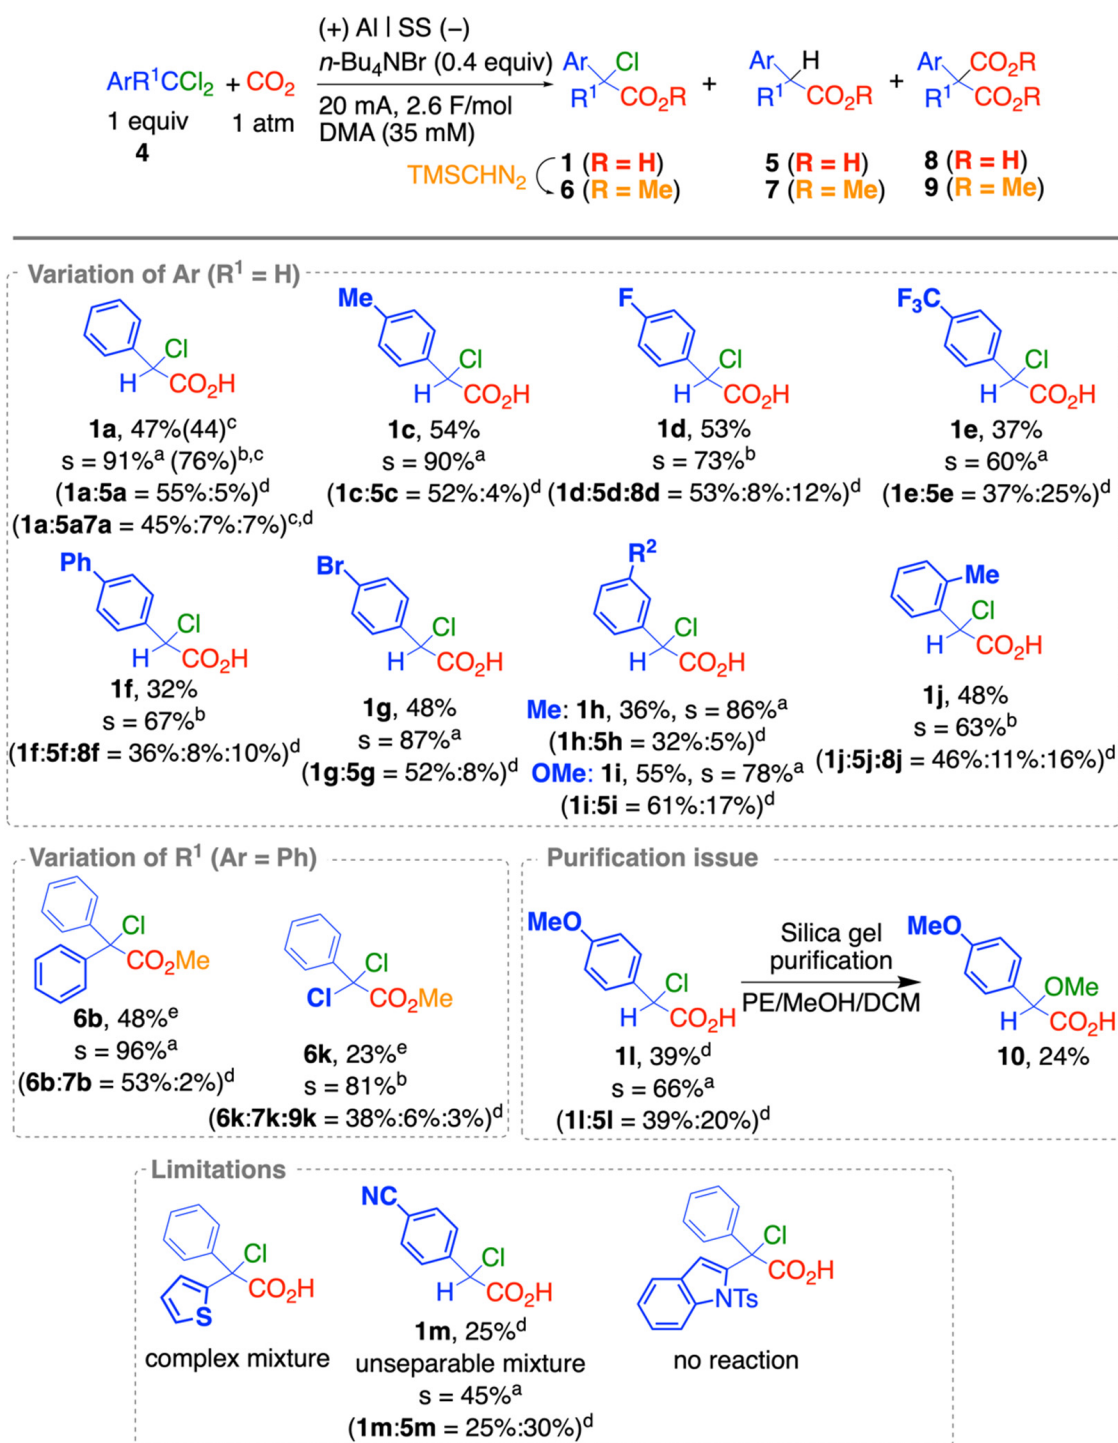 (+) Al | SS (−)
ArR¹CCl₂ + CO₂
n-Bu₄NBr (0.4 equiv)
20 mA, 2.6 F/mol
DMA (35 mM)
1 equiv 1 atm
4
Ar Cl
R¹ CO₂R
+
Ar H
R¹ CO₂R
+
Ar CO₂R
R¹ CO₂R
TMSCHN₂
1 (R = H)
6 (R = Me)
5 (R = H)
7 (R = Me)
8 (R = H)
9 (R = Me)
Variation of Ar (R¹ = H)
Cl
H CO₂H
1a, 47%(44)ᶜ
s = 91%ᵃ (76%)ᵇ,ᶜ
(1a:5a = 55%:5%)ᵈ
(1a:5a7a = 45%:7%:7%)ᶜ,ᵈ
Me
Cl
H CO₂H
1c, 54%
s = 90%ᵃ
(1c:5c = 52%:4%)ᵈ
F
Cl
H CO₂H
1d, 53%
s = 73%ᵇ
(1d:5d:8d = 53%:8%:12%)ᵈ
F₃C
Cl
H CO₂H
1e, 37%
s = 60%ᵃ
(1e:5e = 37%:25%)ᵈ
Ph
Cl
H CO₂H
1f, 32%
s = 67%ᵇ
(1f:5f:8f = 36%:8%:10%)ᵈ
Br
Cl
H CO₂H
1g, 48%
s = 87%ᵃ
(1g:5g = 52%:8%)ᵈ
R²
Cl
H CO₂H
Me: 1h, 36%, s = 86%ᵃ
(1h:5h = 32%:5%)ᵈ
OMe: 1i, 55%, s = 78%ᵃ
(1i:5i = 61%:17%)ᵈ
Me
Cl
H CO₂H
1j, 48%
s = 63%ᵇ
(1j:5j:8j = 46%:11%:16%)ᵈ
Variation of R¹ (Ar = Ph)
Cl
CO₂Me
6b, 48%ᵉ
s = 96%ᵃ
(6b:7b = 53%:2%)ᵈ
Cl
Cl CO₂Me
6k, 23%ᵉ
s = 81%ᵇ
(6k:7k:9k = 38%:6%:3%)ᵈ
Purification issue
MeO
Cl
H CO₂H
1l, 39%ᵈ
s = 66%ᵃ
(1l:5l = 39%:20%)ᵈ
Silica gel
purification
PE/MeOH/DCM
MeO
OMe
H CO₂H
10, 24%
Limitations
Cl
CO₂H
S
complex mixture
NC
Cl
H CO₂H
1m, 25%ᵈ
unseparable mixture
s = 45%ᵃ
(1m:5m = 25%:30%)ᵈ
Cl
CO₂H
NTs
no reaction